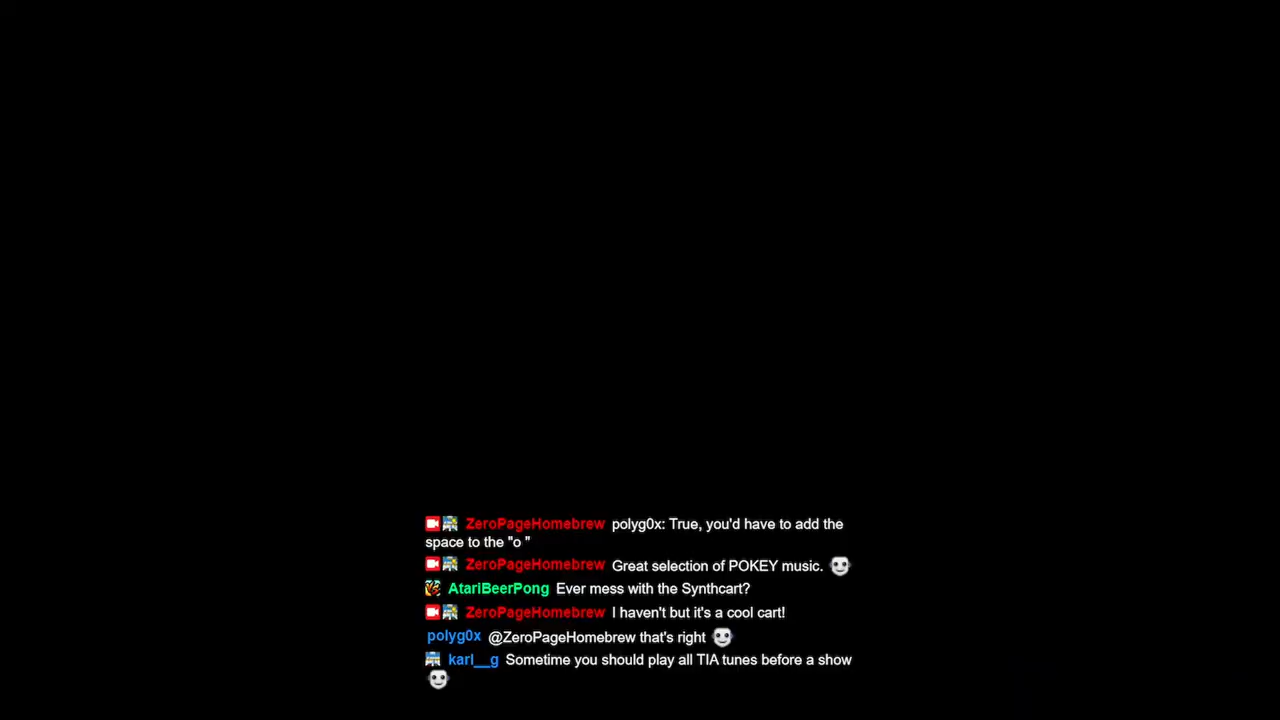 ZeroPageHomebrew polyg0x: True, you'd have to add the
space to the "o "
ZeroPageHomebrew Great selection of POKEY music.
AtariBeerPong Ever mess with the Synthcart?
ZeroPageHomebrew I haven't but it's a cool cart!
polyg0x @ZeroPageHomebrew that's right
karl__g Sometime you should play all TIA tunes before a show